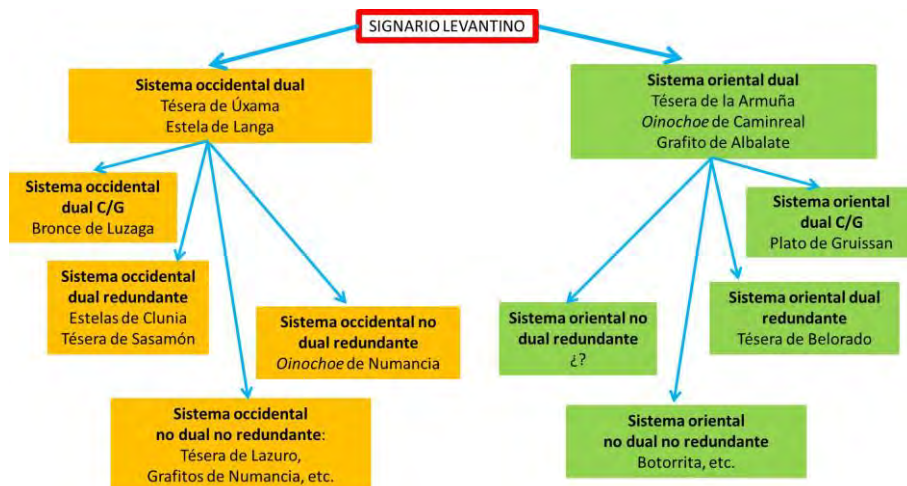 SIGNARIO LEVANTINO
Sistema occidental dual
Tésera de Úxama
Estela de Langa
Sistema oriental dual
Tésera de la Armuña
Oinochoe de Caminreal
Grafito de Albalate
Sistema occidental
dual C/G
Bronce de Luzaga
Sistema occidental
dual redundante
Estelas de Clunia
Tésera de Sasamón
Sistema occidental no
dual redundante
Oinochoe de Numancia
Sistema occidental
no dual no redundante:
Tésera de Lazuro,
Grafitos de Numancia, etc.
Sistema oriental
dual C/G
Plato de Gruissan
Sistema oriental dual
redundante
Tésera de Belorado
Sistema oriental no
dual redundante
¿?
Sistema oriental
no dual no redundante
Botorrita, etc.